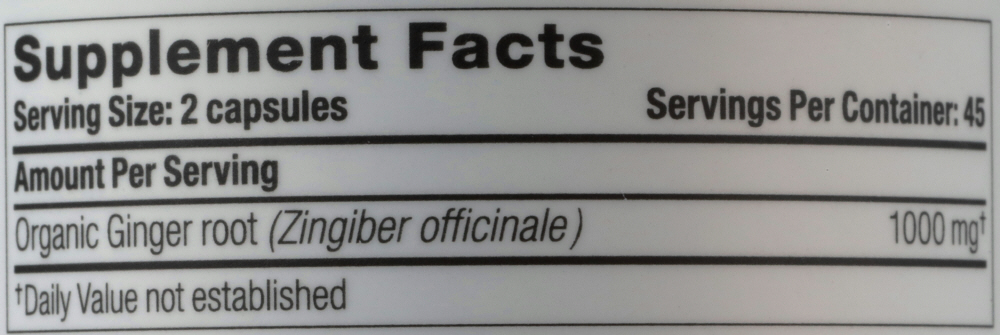 Supplement Facts
Serving Size: 2 capsules Servings Per Container: 45
Amount Per Serving
Organic Ginger root (Zingiber officinale) 1000 mg†
†Daily Value not established